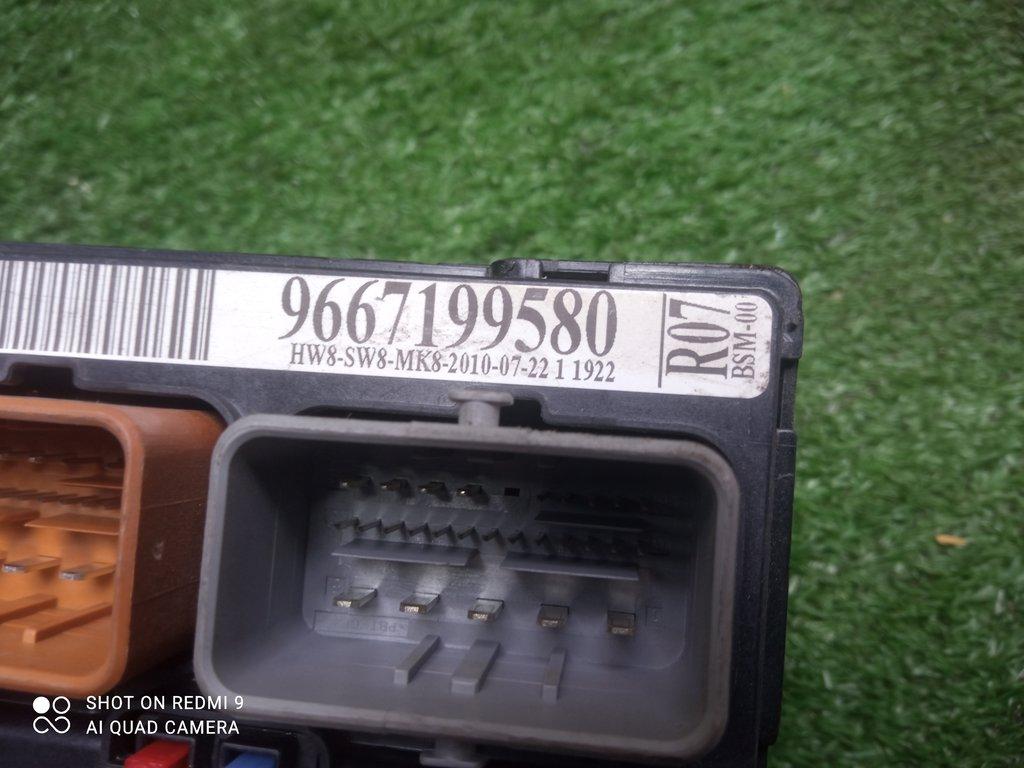 9667199580
HW8-SW8-MK8-2010-07-22 1 1922
R07
BSM-00
SHOT ON REDMI 9
AI QUAD CAMERA